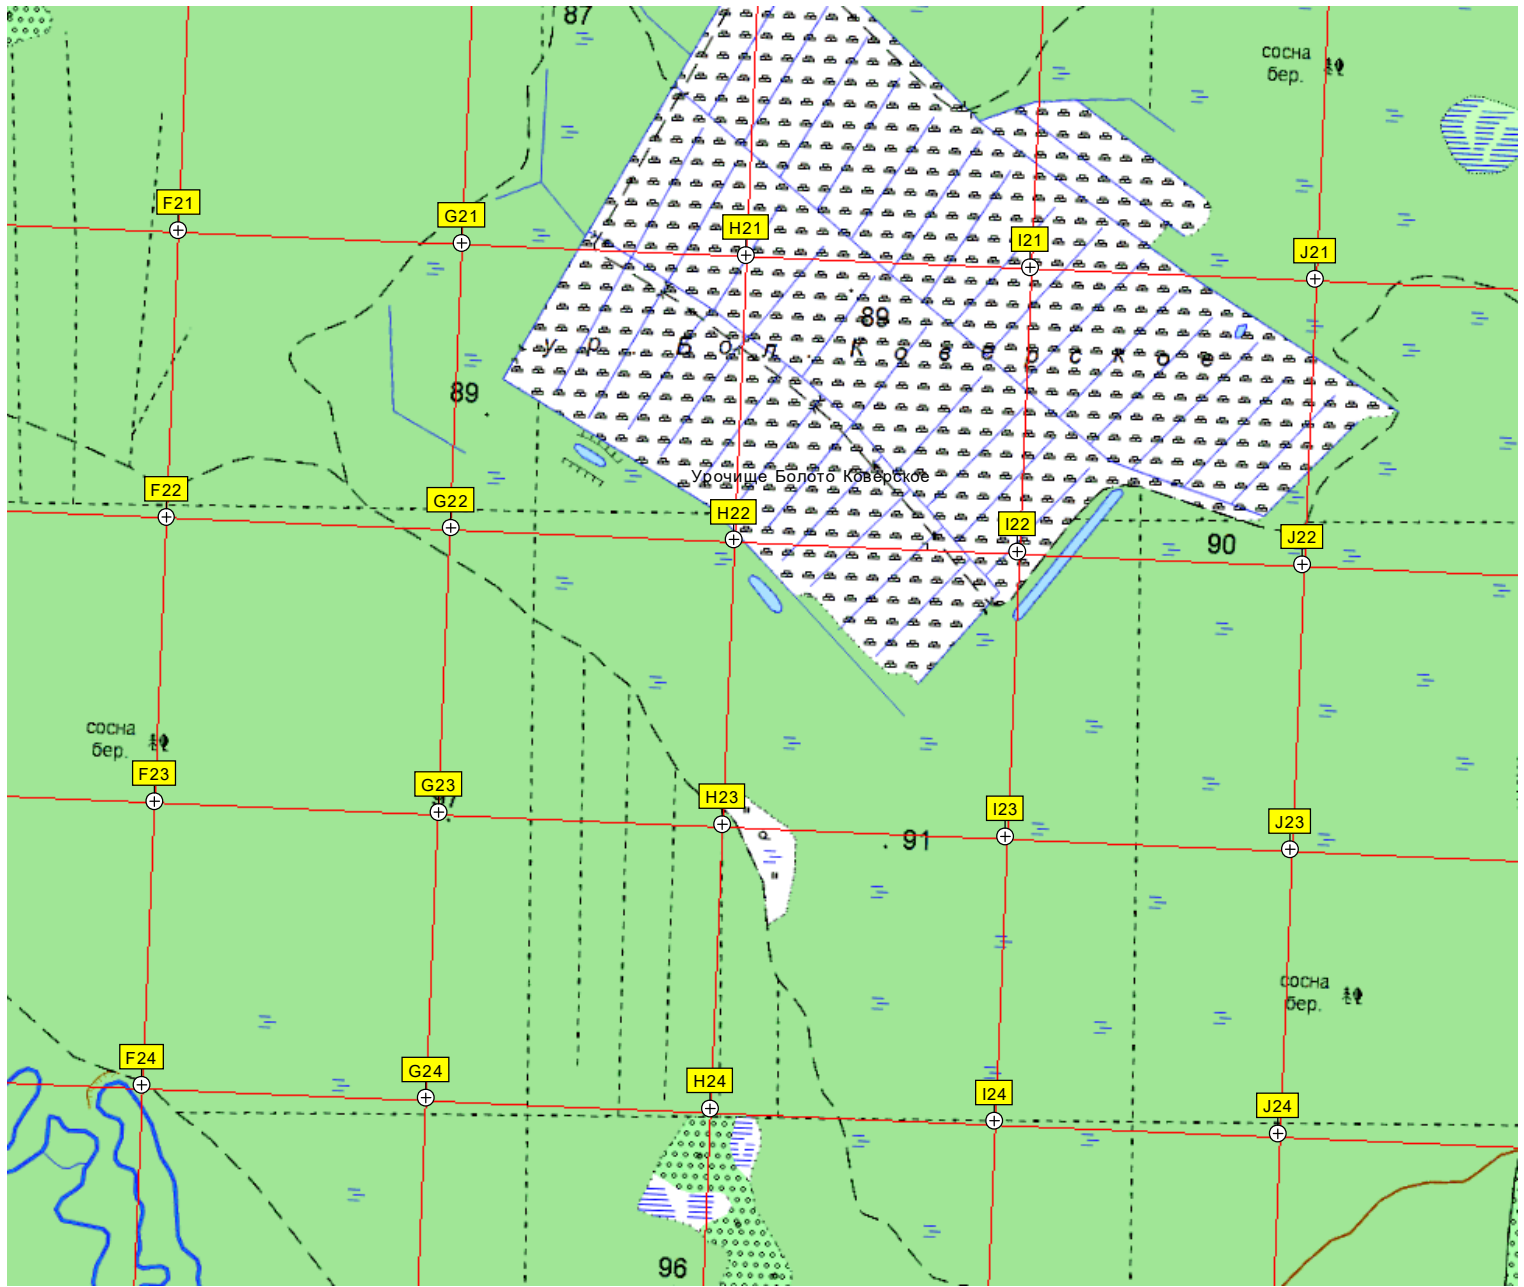 87
сосна
бер.
F21
G21
H21
I21
J21
89
ур. Бол. Коверское
89
Урочище Болото Коверское
F22
G22
H22
I22
J22
90
сосна
бер.
F23
G23
H23
I23
J23
91
сосна
бер.
F24
G24
H24
I24
J24
96